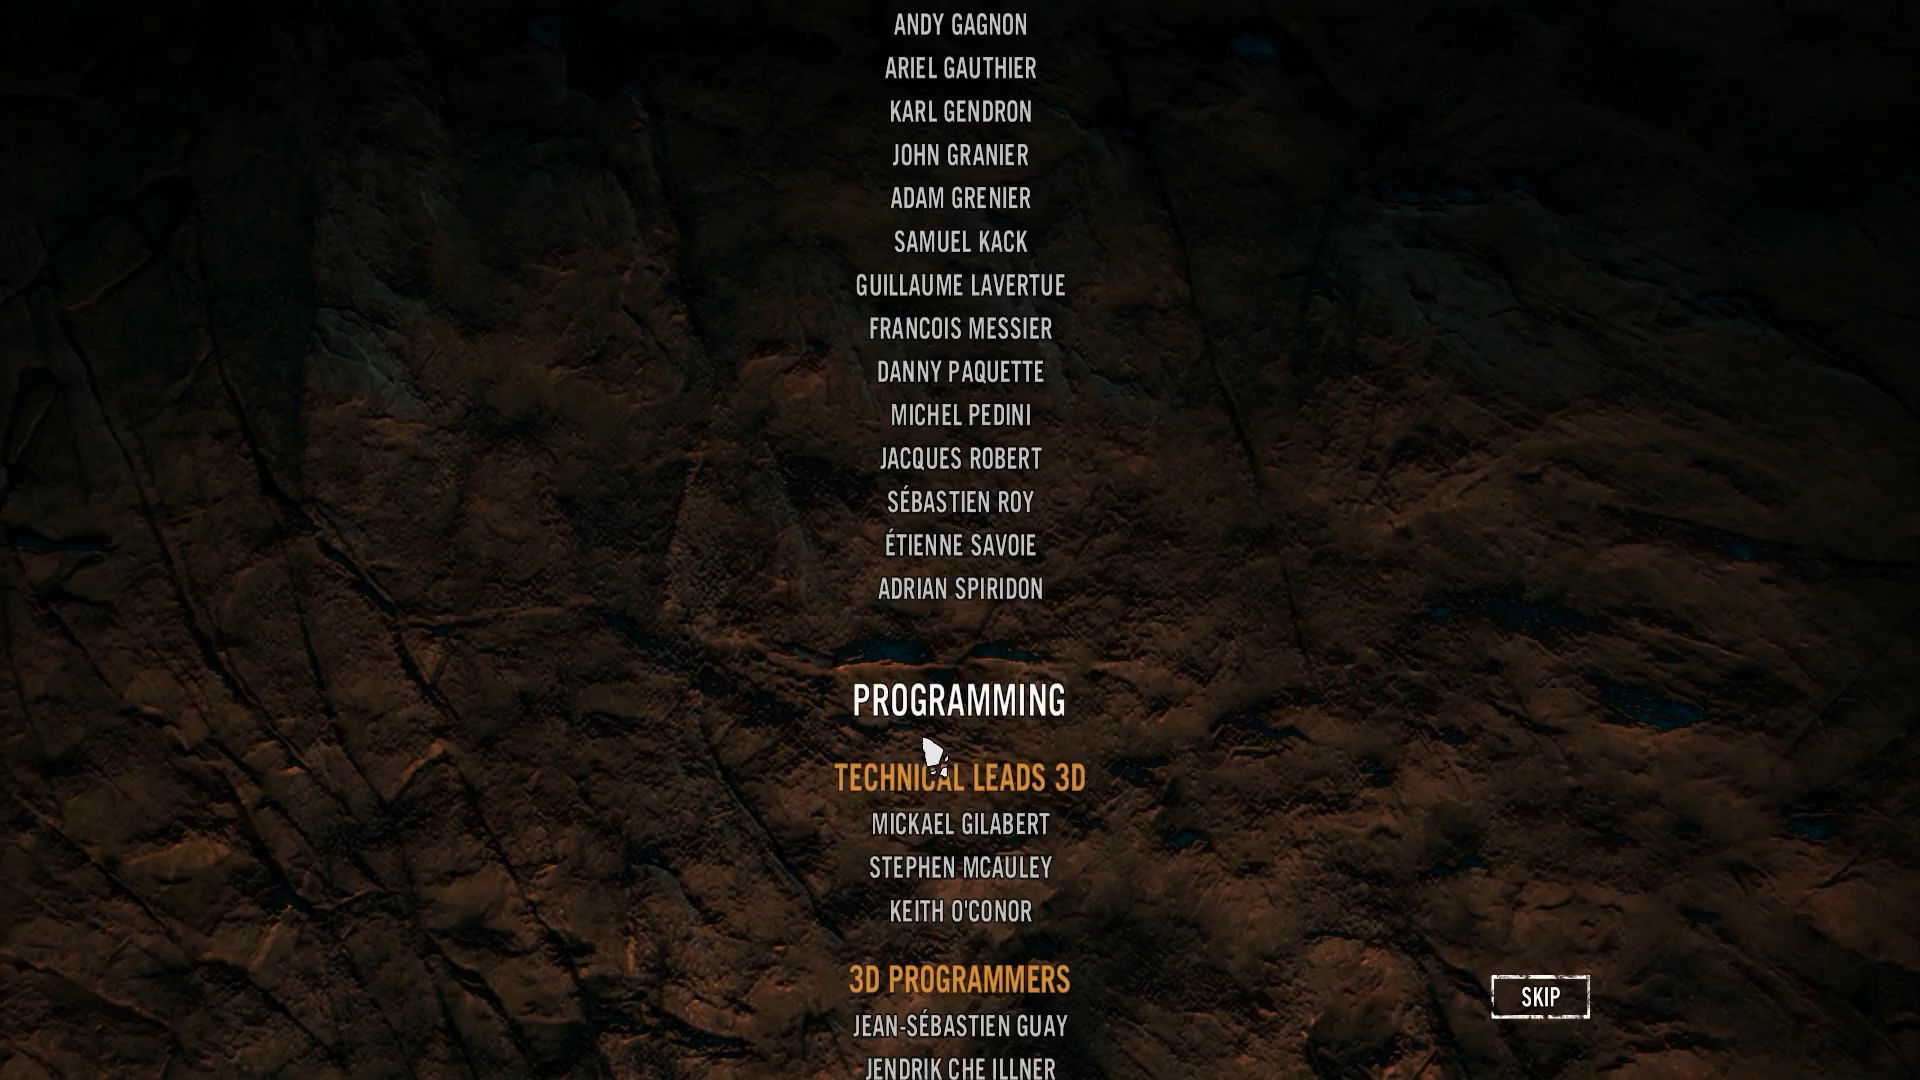 ANDY GAGNON
ARIEL GAUTHIER
KARL GENDRON
JOHN GRANIER
ADAM GRENIER
SAMUEL KACK
GUILLAUME LAVERTUE
FRANCOIS MESSIER
DANNY PAQUETTE
MICHEL PEDINI
JACQUES ROBERT
SÉBASTIEN ROY
ÉTIENNE SAVOIE
ADRIAN SPIRIDON
PROGRAMMING
TECHNICAL LEADS 3D
MICKAEL GILABERT
STEPHEN MCAULEY
KEITH O'CONOR
3D PROGRAMMERS
SKIP
JEAN-SÉBASTIEN GUAY
JENDRIK CHE ILLNER